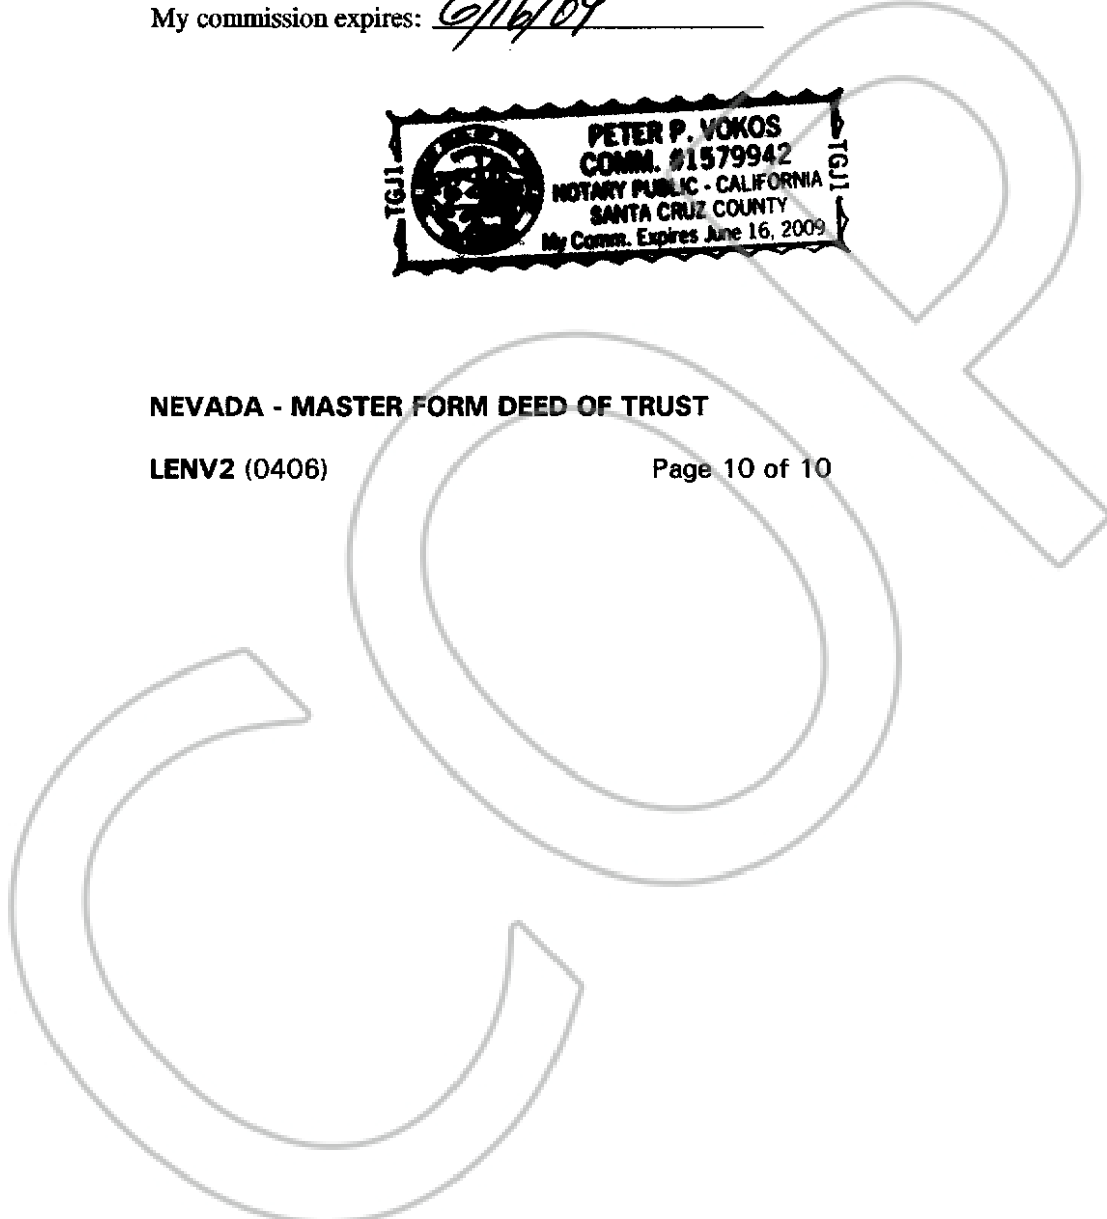 My commission expires: 6/16/09
PETER P. VOKOS
COMM. #1579942
NOTARY PUBLIC - CALIFORNIA
SANTA CRUZ COUNTY
My Comm. Expires June 16, 2009
TGJ1
TGJ1
NEVADA - MASTER FORM DEED OF TRUST
LENV2 (0406) Page 10 of 10
COP